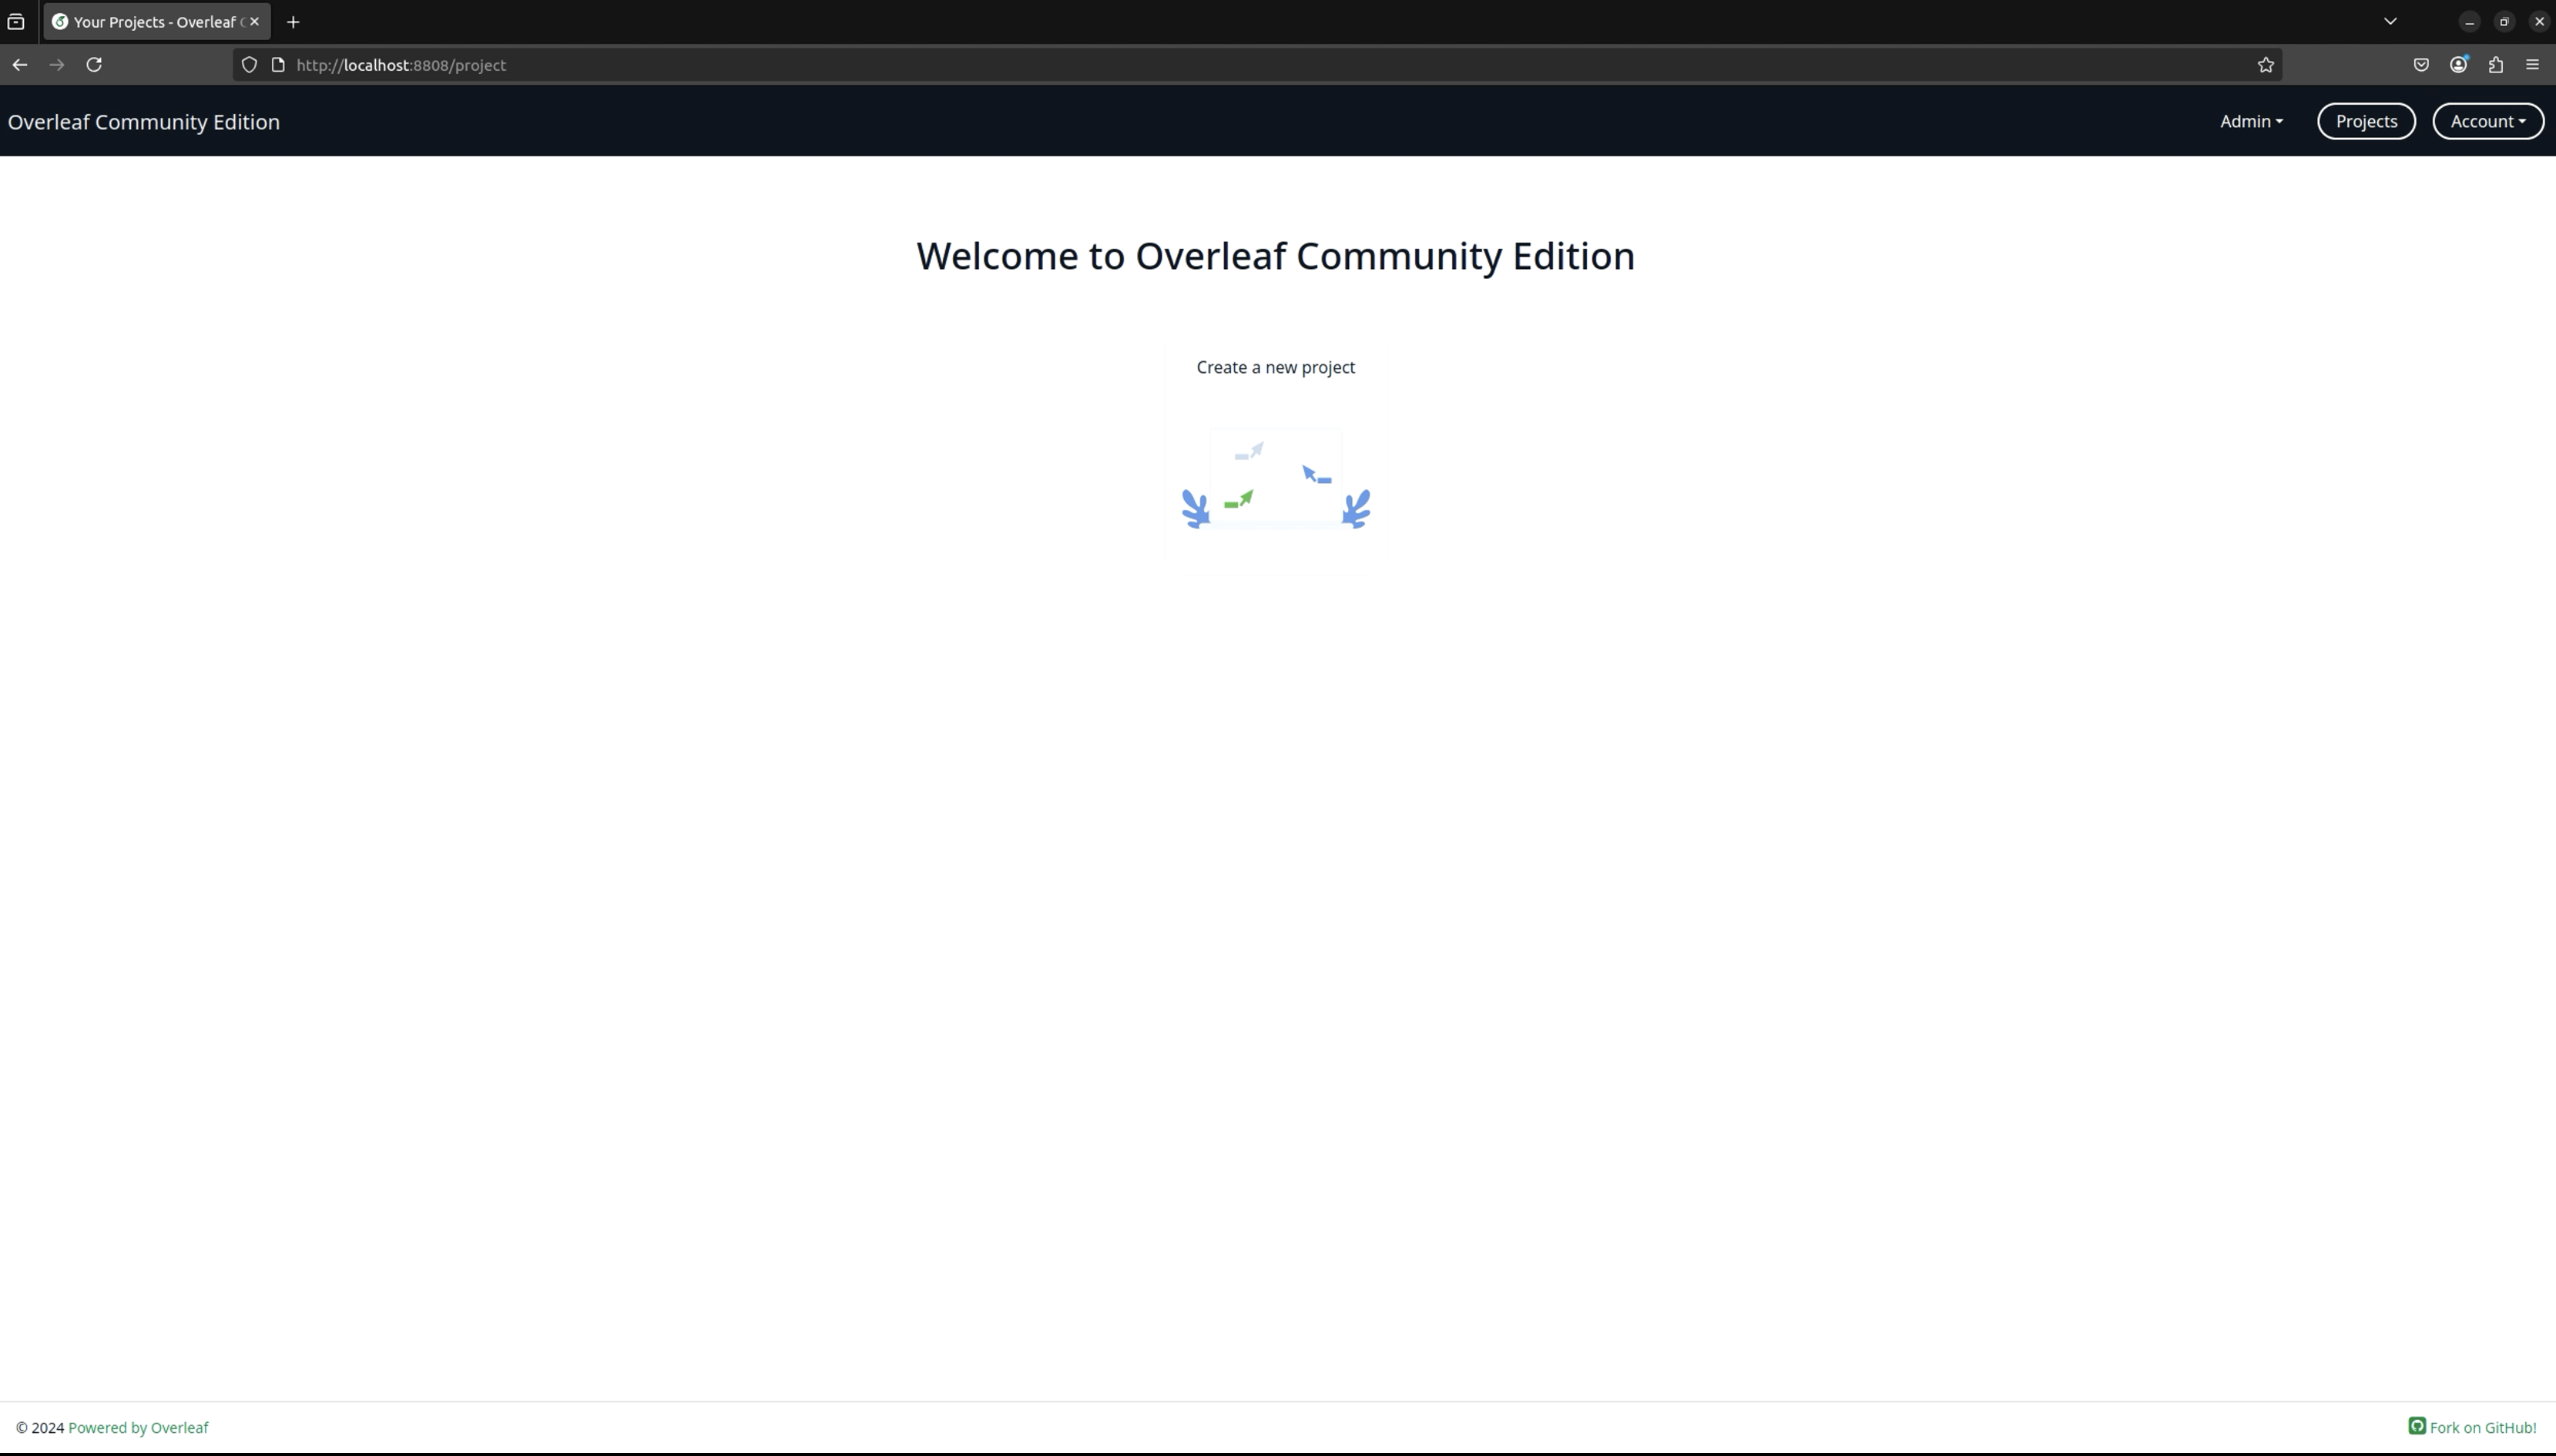 Your Projects - Overleaf
http://localhost:8808/project
Overleaf Community Edition
Admin
Projects
Account
Welcome to Overleaf Community Edition
Create a new project
© 2024 Powered by Overleaf
Fork on GitHub!